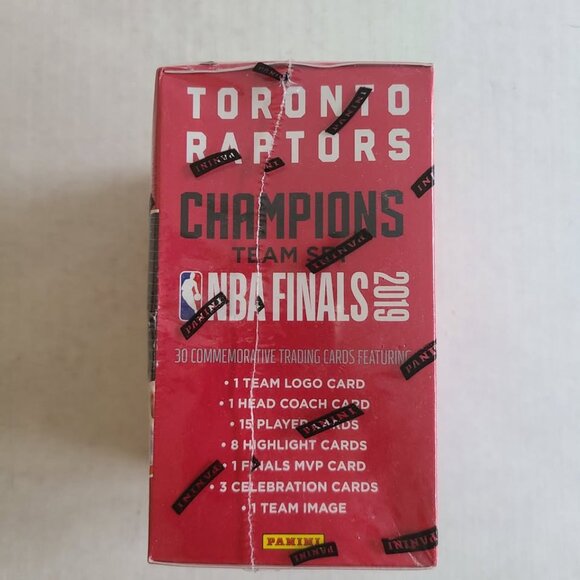 TORONTO
RAPTORS
CHAMPIONS
TEAM SET
NBA FINALS 2019
30 COMMEMORATIVE TRADING CARDS FEATURING
• 1 TEAM LOGO CARD
• 1 HEAD COACH CARD
• 15 PLAYER CARDS
• 8 HIGHLIGHT CARDS
• 1 FINALS MVP CARD
• 3 CELEBRATION CARDS
• 1 TEAM IMAGE
PANINI